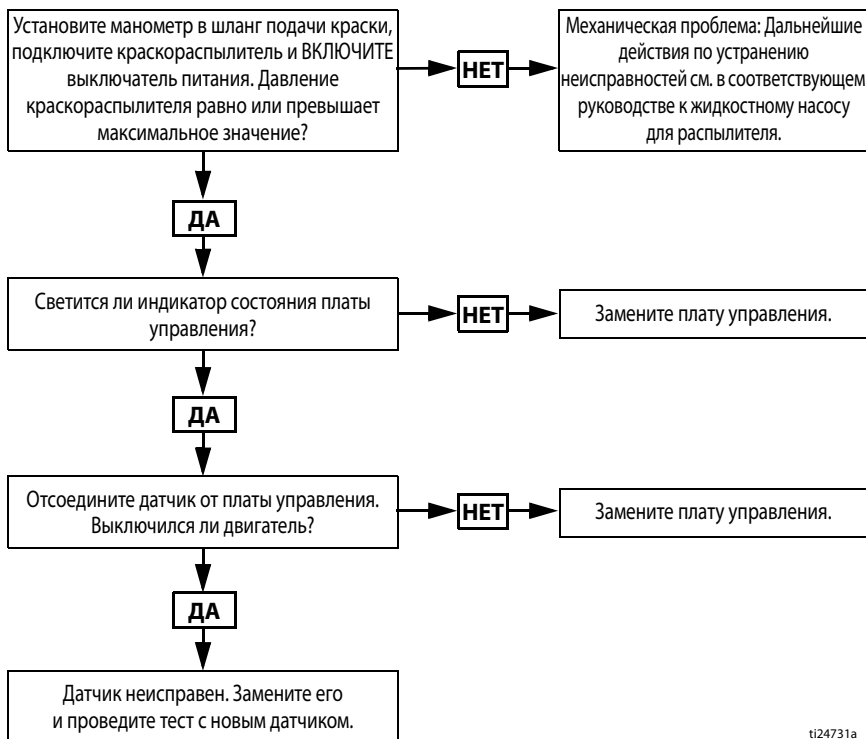 Установите манометр в шланг подачи краски,
подключите краскораспылитель и ВКЛЮЧИТЕ
выключатель питания. Давление
краскораспылителя равно или превышает
максимальное значение?
НЕТ
Механическая проблема: Дальнейшие
действия по устранению
неисправностей см. в соответствующем
руководстве к жидкостному насосу
для распылителя.
ДА
Светится ли индикатор состояния платы
управления?
НЕТ
Замените плату управления.
ДА
Отсоедините датчик от платы управления.
Выключился ли двигатель?
НЕТ
Замените плату управления.
ДА
Датчик неисправен. Замените его
и проведите тест с новым датчиком.
ti24731a